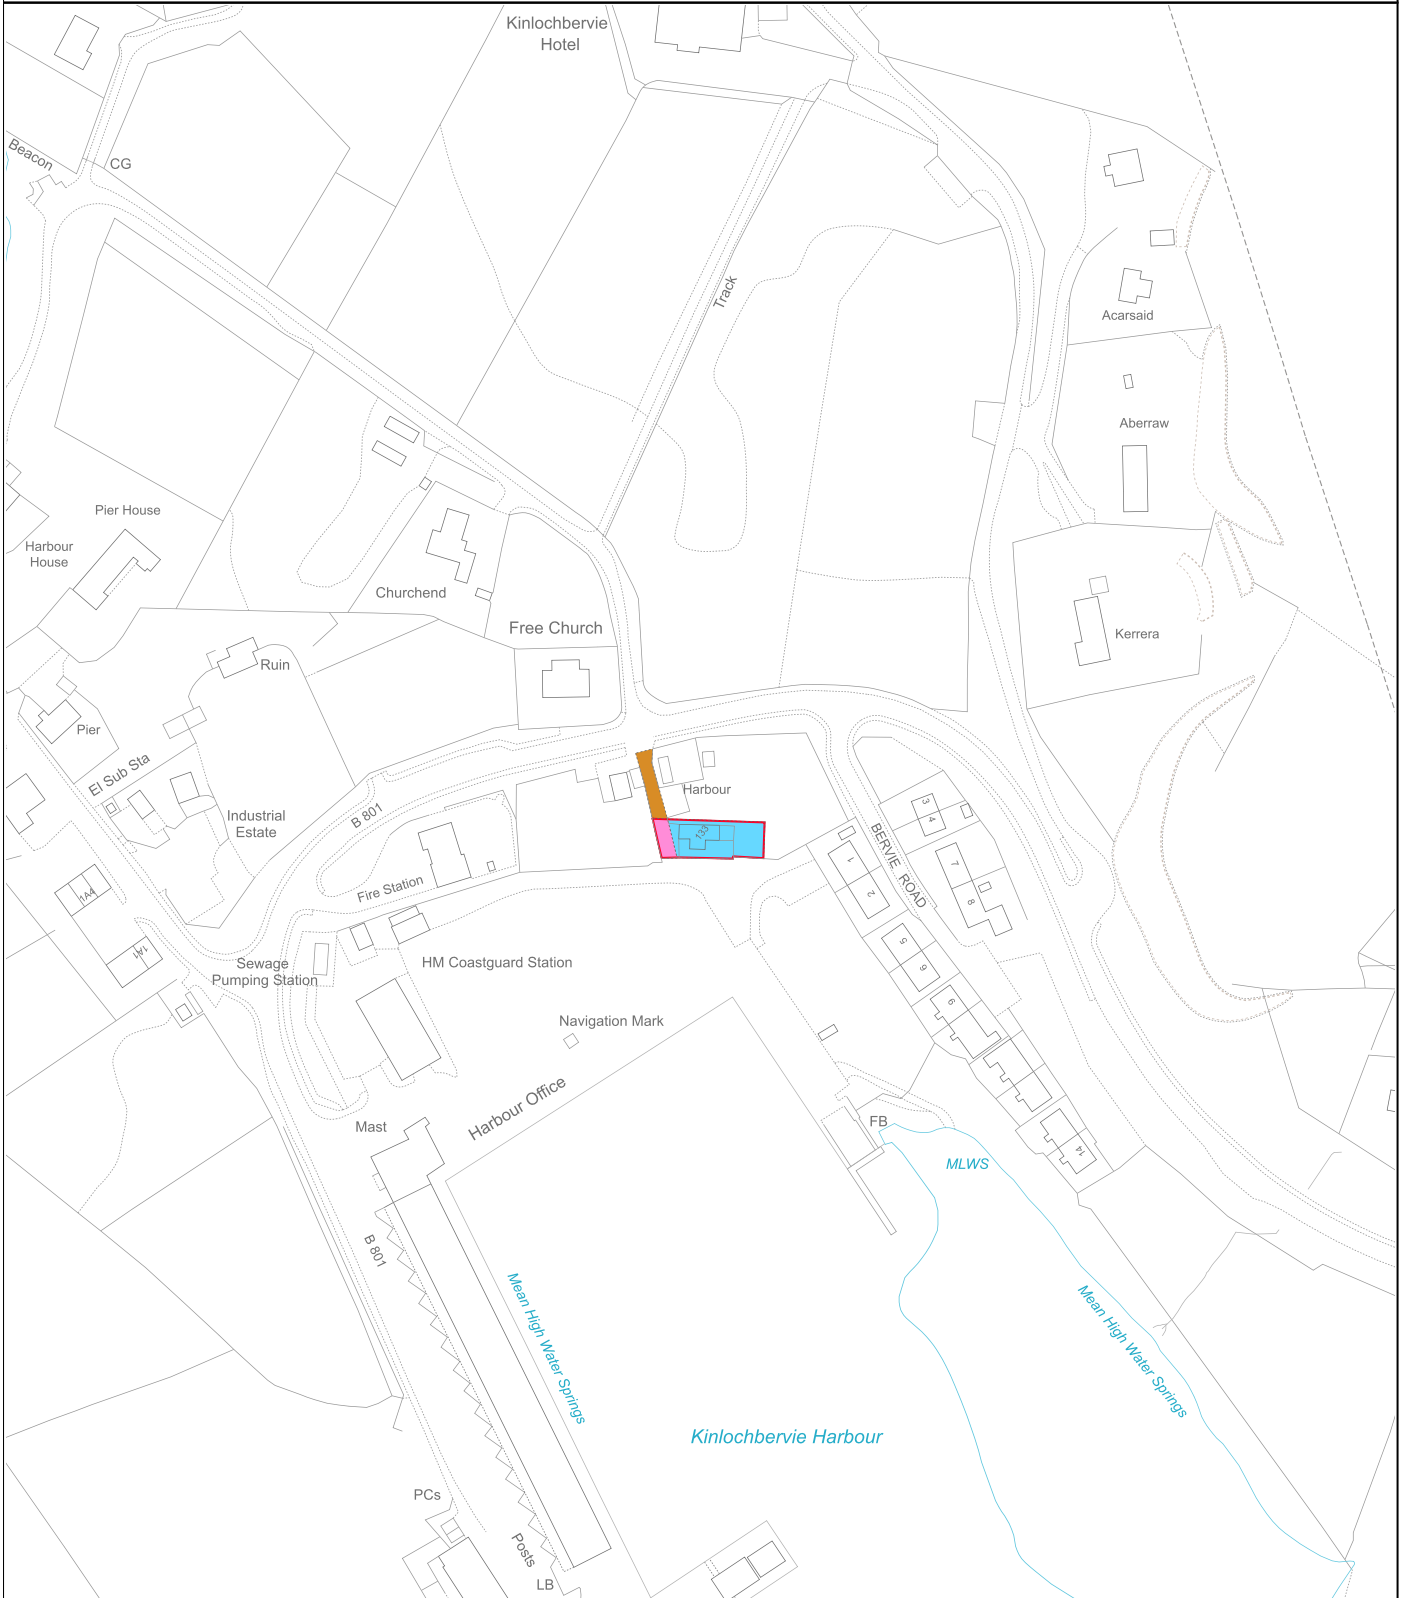 Kinlochbervie
Hotel
Beacon
CG
Track
Acarsaid
Aberraw
Pier House
Harbour
House
Churchend
Free Church
Kerrera
Ruin
Pier
El Sub Sta
Industrial
Estate
B 801
Harbour
133
3
4
BERVIE ROAD
1
2
7
8
Fire Station
1A4
1A1
5
6
Sewage
Pumping Station
HM Coastguard Station
9
Navigation Mark
Harbour Office
Mast
FB
14
MLWS
B 801
Mean High Water Springs
Mean High Water Springs
Kinlochbervie Harbour
PCs
Posts
LB